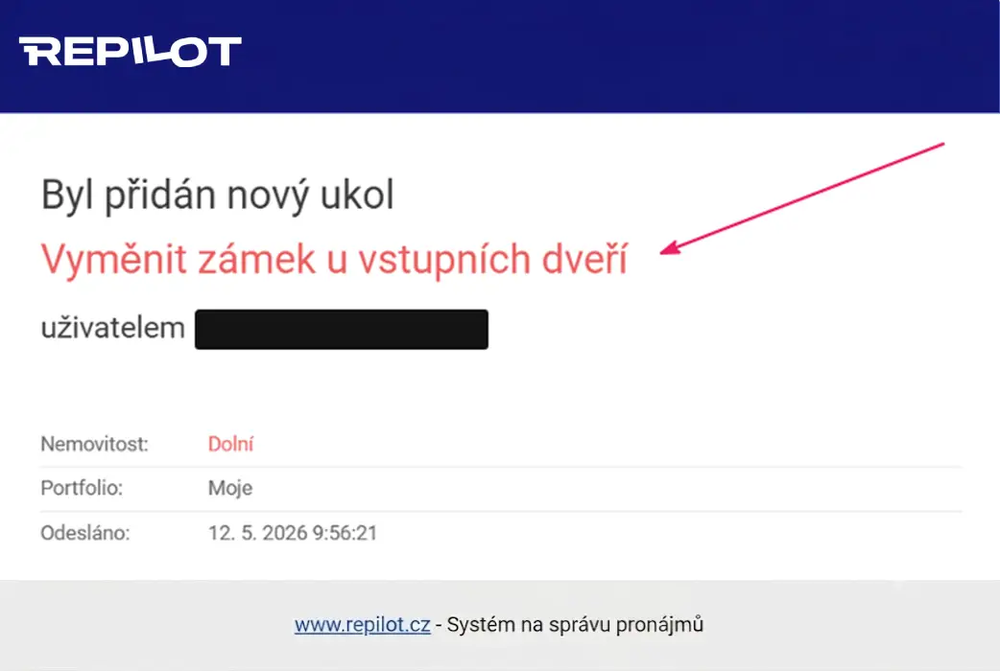 REPILOT
Byl přidán nový ukol
Vyměnit zámek u vstupních dveří
uživatelem
Nemovitost: Dolní
Portfolio: Moje
Odesláno: 12. 5. 2026 9:56:21
www.repilot.cz - Systém na správu pronájmů